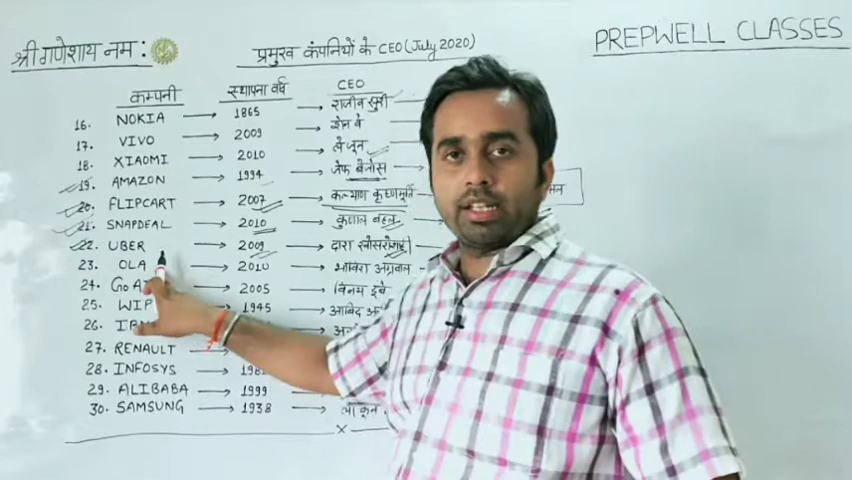 श्री गणेशाय नमः
प्रमुख कंपनियों के CEO (July 2020)
PREPWELL CLASSES
कम्पनी स्थापना वर्ष CEO
16. NOKIA → 1865 → राजीव सूरी
17. VIVO → 2009 → शेन वे
18. XIAOMI → 2010 → लेई जून
19. AMAZON → 1994 → जेफ बेजोस
20. FLIPCART → 2007 → कल्याण कृष्णमूर्ति
21. SNAPDEAL → 2010 → कुणाल बहल
22. UBER → 2009 → दारा खोसरोशाही
23. OLA → 2010 → भाविश अग्रवाल
24. → 2005 → विनय दुबे
25. WIP → 1945 →
26. IB
27. RENAULT →
28. INFOSYS →
29. ALIBABA → 1999
30. SAMSUNG → 1938 →